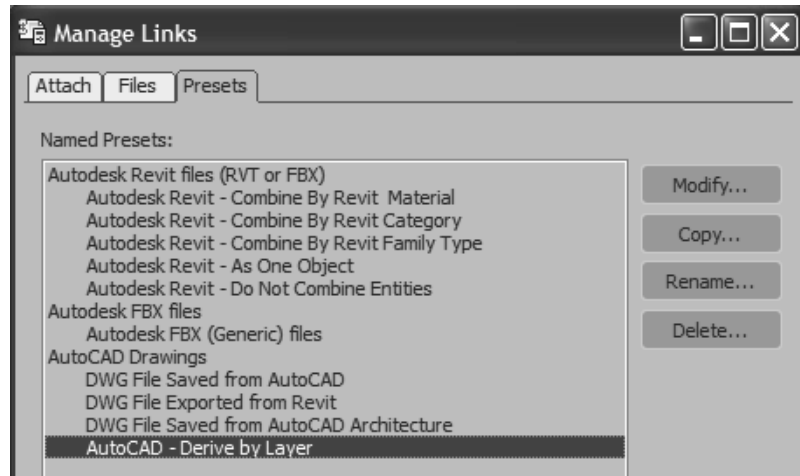 Manage Links
Attach Files Presets
Named Presets:
Autodesk Revit files (RVT or FBX)
Autodesk Revit - Combine By Revit Material
Autodesk Revit - Combine By Revit Category
Autodesk Revit - Combine By Revit Family Type
Autodesk Revit - As One Object
Autodesk Revit - Do Not Combine Entities
Autodesk FBX files
Autodesk FBX (Generic) files
AutoCAD Drawings
DWG File Saved from AutoCAD
DWG File Exported from Revit
DWG File Saved from AutoCAD Architecture
AutoCAD - Derive by Layer
Modify...
Copy...
Rename...
Delete...